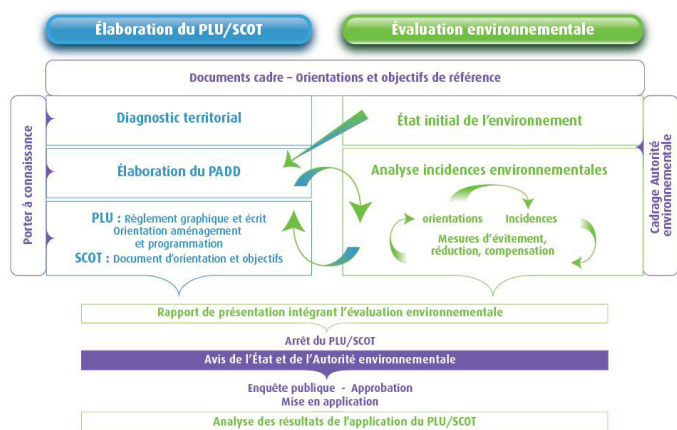 Élaboration du PLU/SCOT
Évaluation environnementale
Documents cadre – Orientations et objectifs de référence
Porter à connaissance
Diagnostic territorial
État initial de l'environnement
Élaboration du PADD
Analyse incidences environnementales
PLU : Règlement graphique et écrit
Orientation aménagement
et programmation
SCOT : Document d'orientation et objectifs
orientations
Incidences
Mesures d'évitement,
réduction, compensation
Cadrage Autorité
environnementale
Rapport de présentation intégrant l'évaluation environnementale
Arrêt du PLU/SCOT
Avis de l'État et de l'Autorité environnementale
Enquête publique - Approbation
Mise en application
Analyse des résultats de l'application du PLU/SCOT